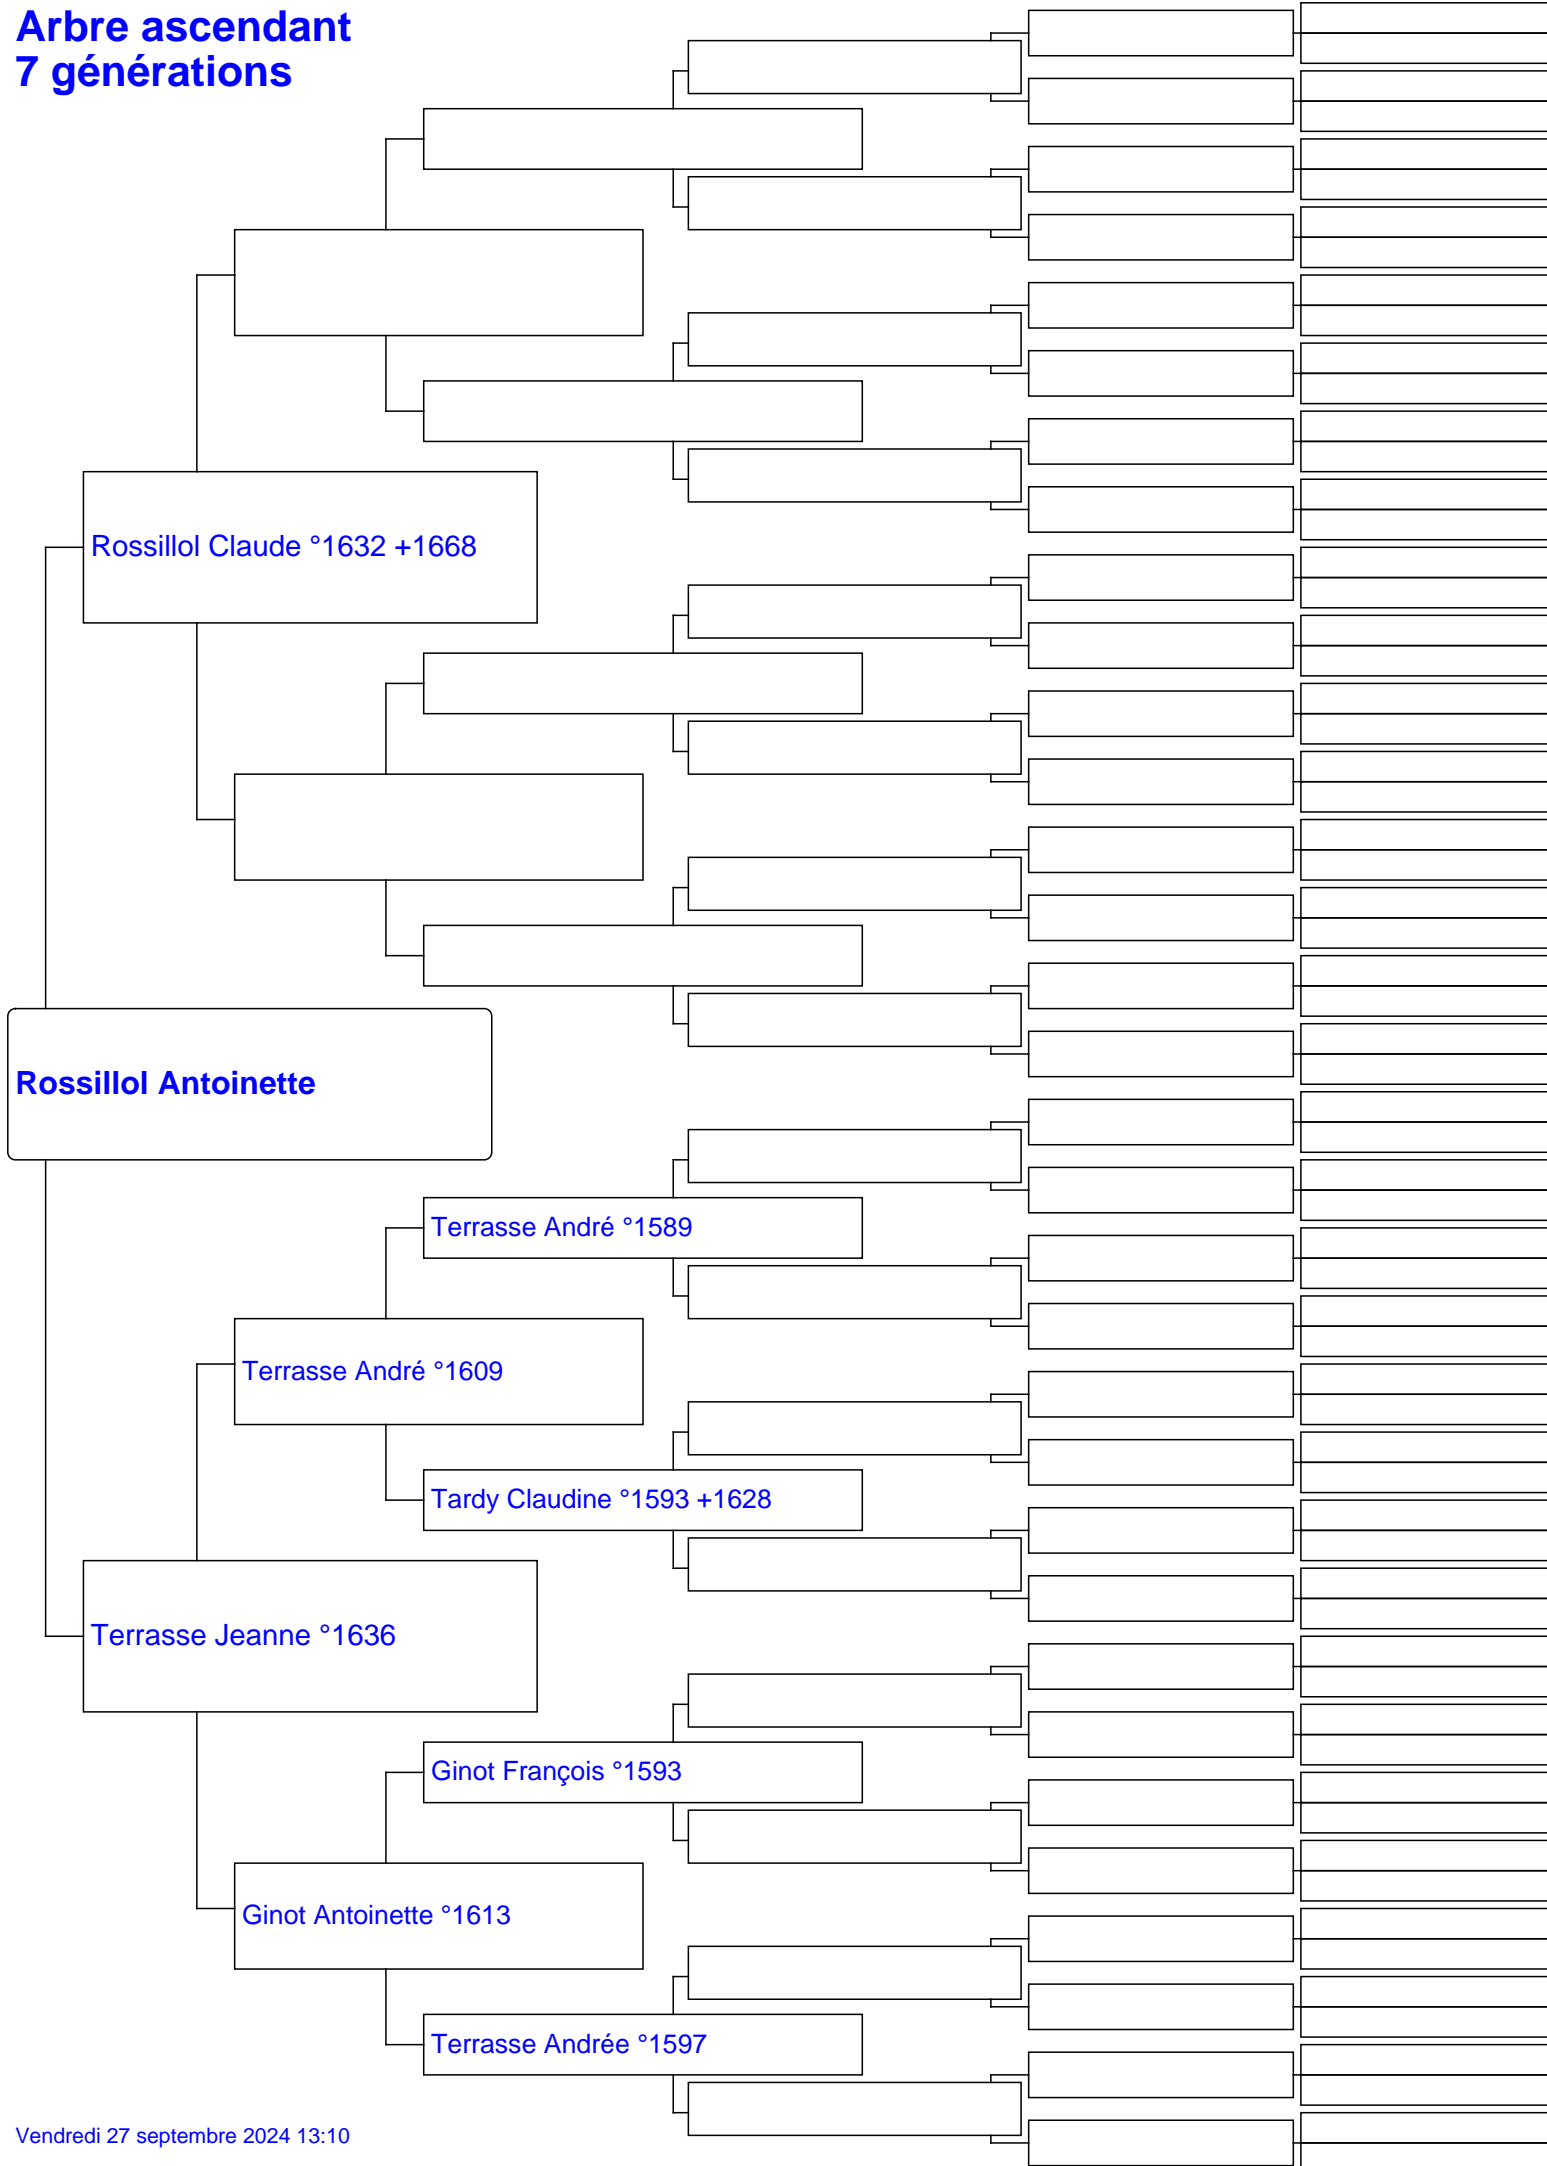 Arbre ascendant
7 générations
Rossillol Claude °1632 +1668
Rossillol Antoinette
Terrasse André °1589
Terrasse André °1609
Tardy Claudine °1593 +1628
Terrasse Jeanne °1636
Ginot François °1593
Ginot Antoinette °1613
Terrasse Andrée °1597
Vendredi 27 septembre 2024 13:10